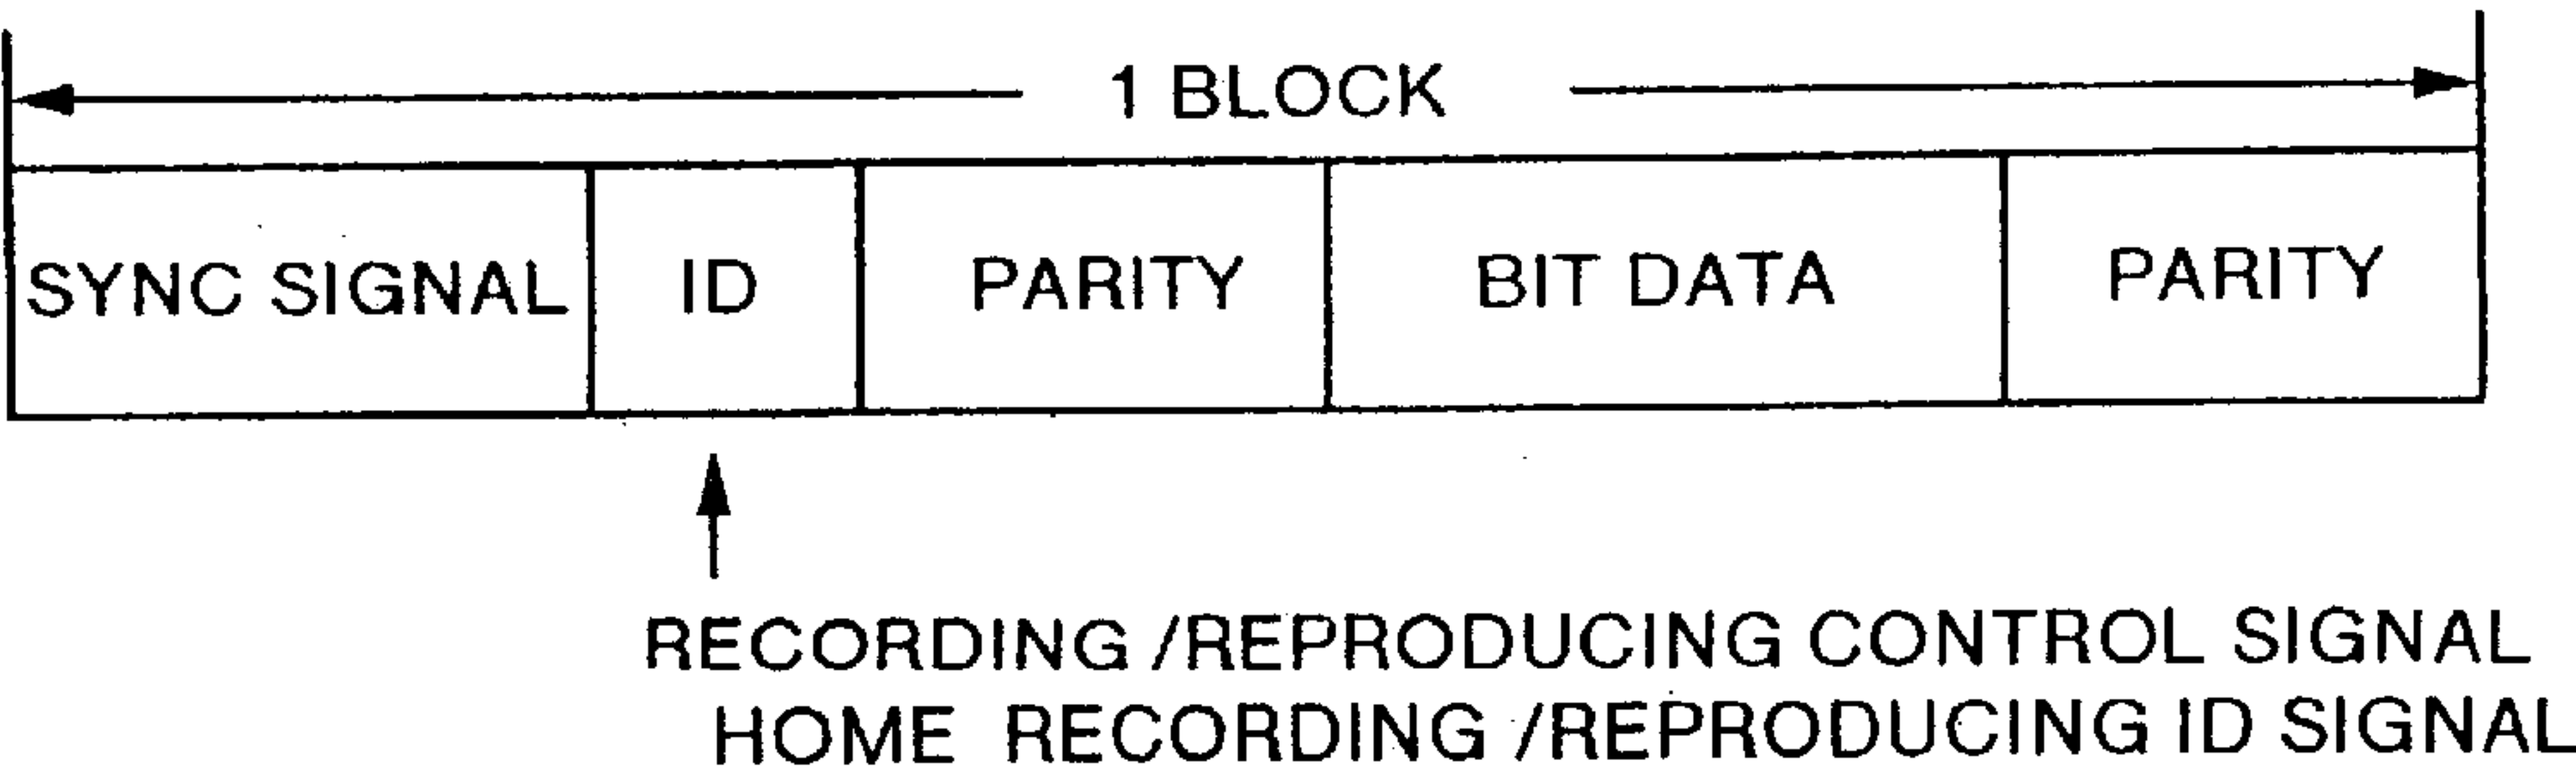 1 BLOCK
SYNC SIGNAL ID PARITY BIT DATA PARITY
RECORDING /REPRODUCING CONTROL SIGNAL
HOME RECORDING /REPRODUCING ID SIGNAL